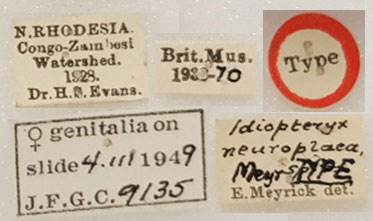 N.RHODESIA.
Congo-Zambesi
Watershed.
1928.
Dr.H.S.Evans.
Brit.Mus.
1933-70
Type
♀ genitalia on
slide 4.III 1949
J.F.G.C. 9135
Idiopteryx
neuroplaca,
Meyr TYPE
E.Meyrick det.